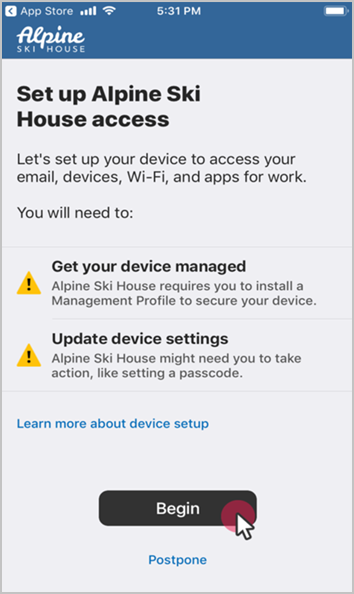 App Store 5:31 PM
Alpine
SKI HOUSE
Set up Alpine Ski
House access
Let's set up your device to access your
email, devices, Wi-Fi, and apps for work.
You will need to:
Get your device managed
Alpine Ski House requires you to install a
Management Profile to secure your device.
Update device settings
Alpine Ski House might need you to take
action, like setting a passcode.
Learn more about device setup
Begin
Postpone